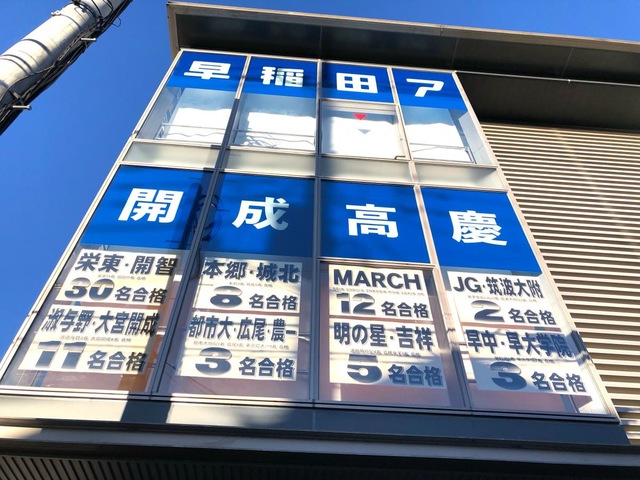 早稲田ア
開成高慶
栄東・開智
30名合格
本郷・城北
8名合格
MARCH
12名合格
JG・筑波大附
2名合格
淑与野・大宮開成
11名合格
都市大・広尾・農一
3名合格
明の星・吉祥
5名合格
早中・早大学院
3名合格